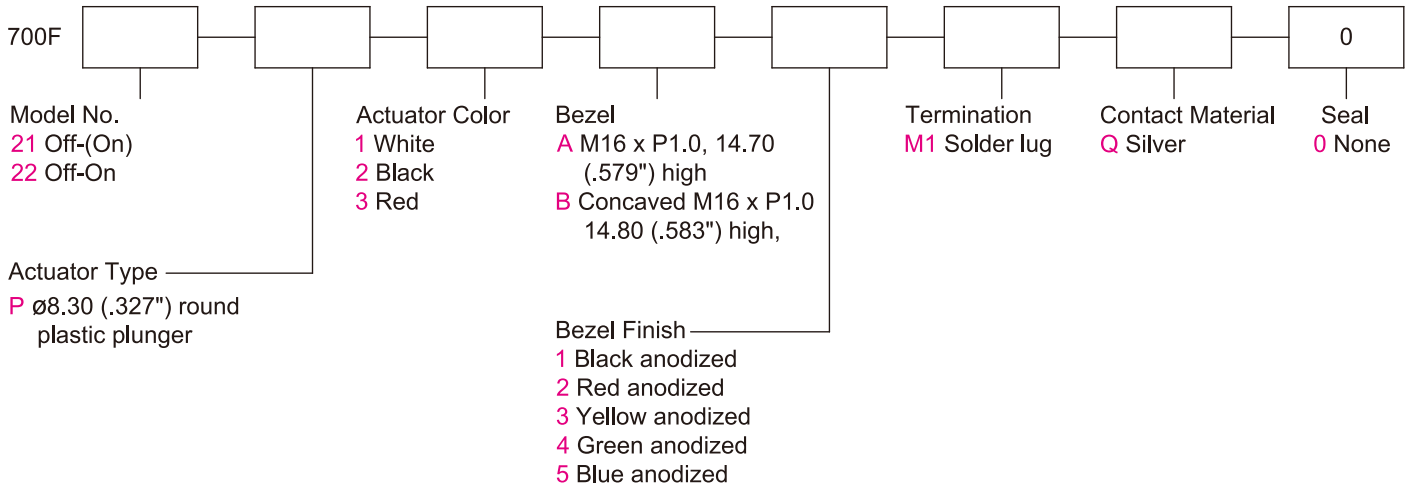 700F
0
Model No.
21 Off-(On)
22 Off-On
Actuator Type
P ø8.30 (.327") round
plastic plunger
Actuator Color
1 White
2 Black
3 Red
Bezel
A M16 x P1.0, 14.70
(.579") high
B Concaved M16 x P1.0
14.80 (.583") high,
Bezel Finish
1 Black anodized
2 Red anodized
3 Yellow anodized
4 Green anodized
5 Blue anodized
Termination
M1 Solder lug
Contact Material
Q Silver
Seal
0 None